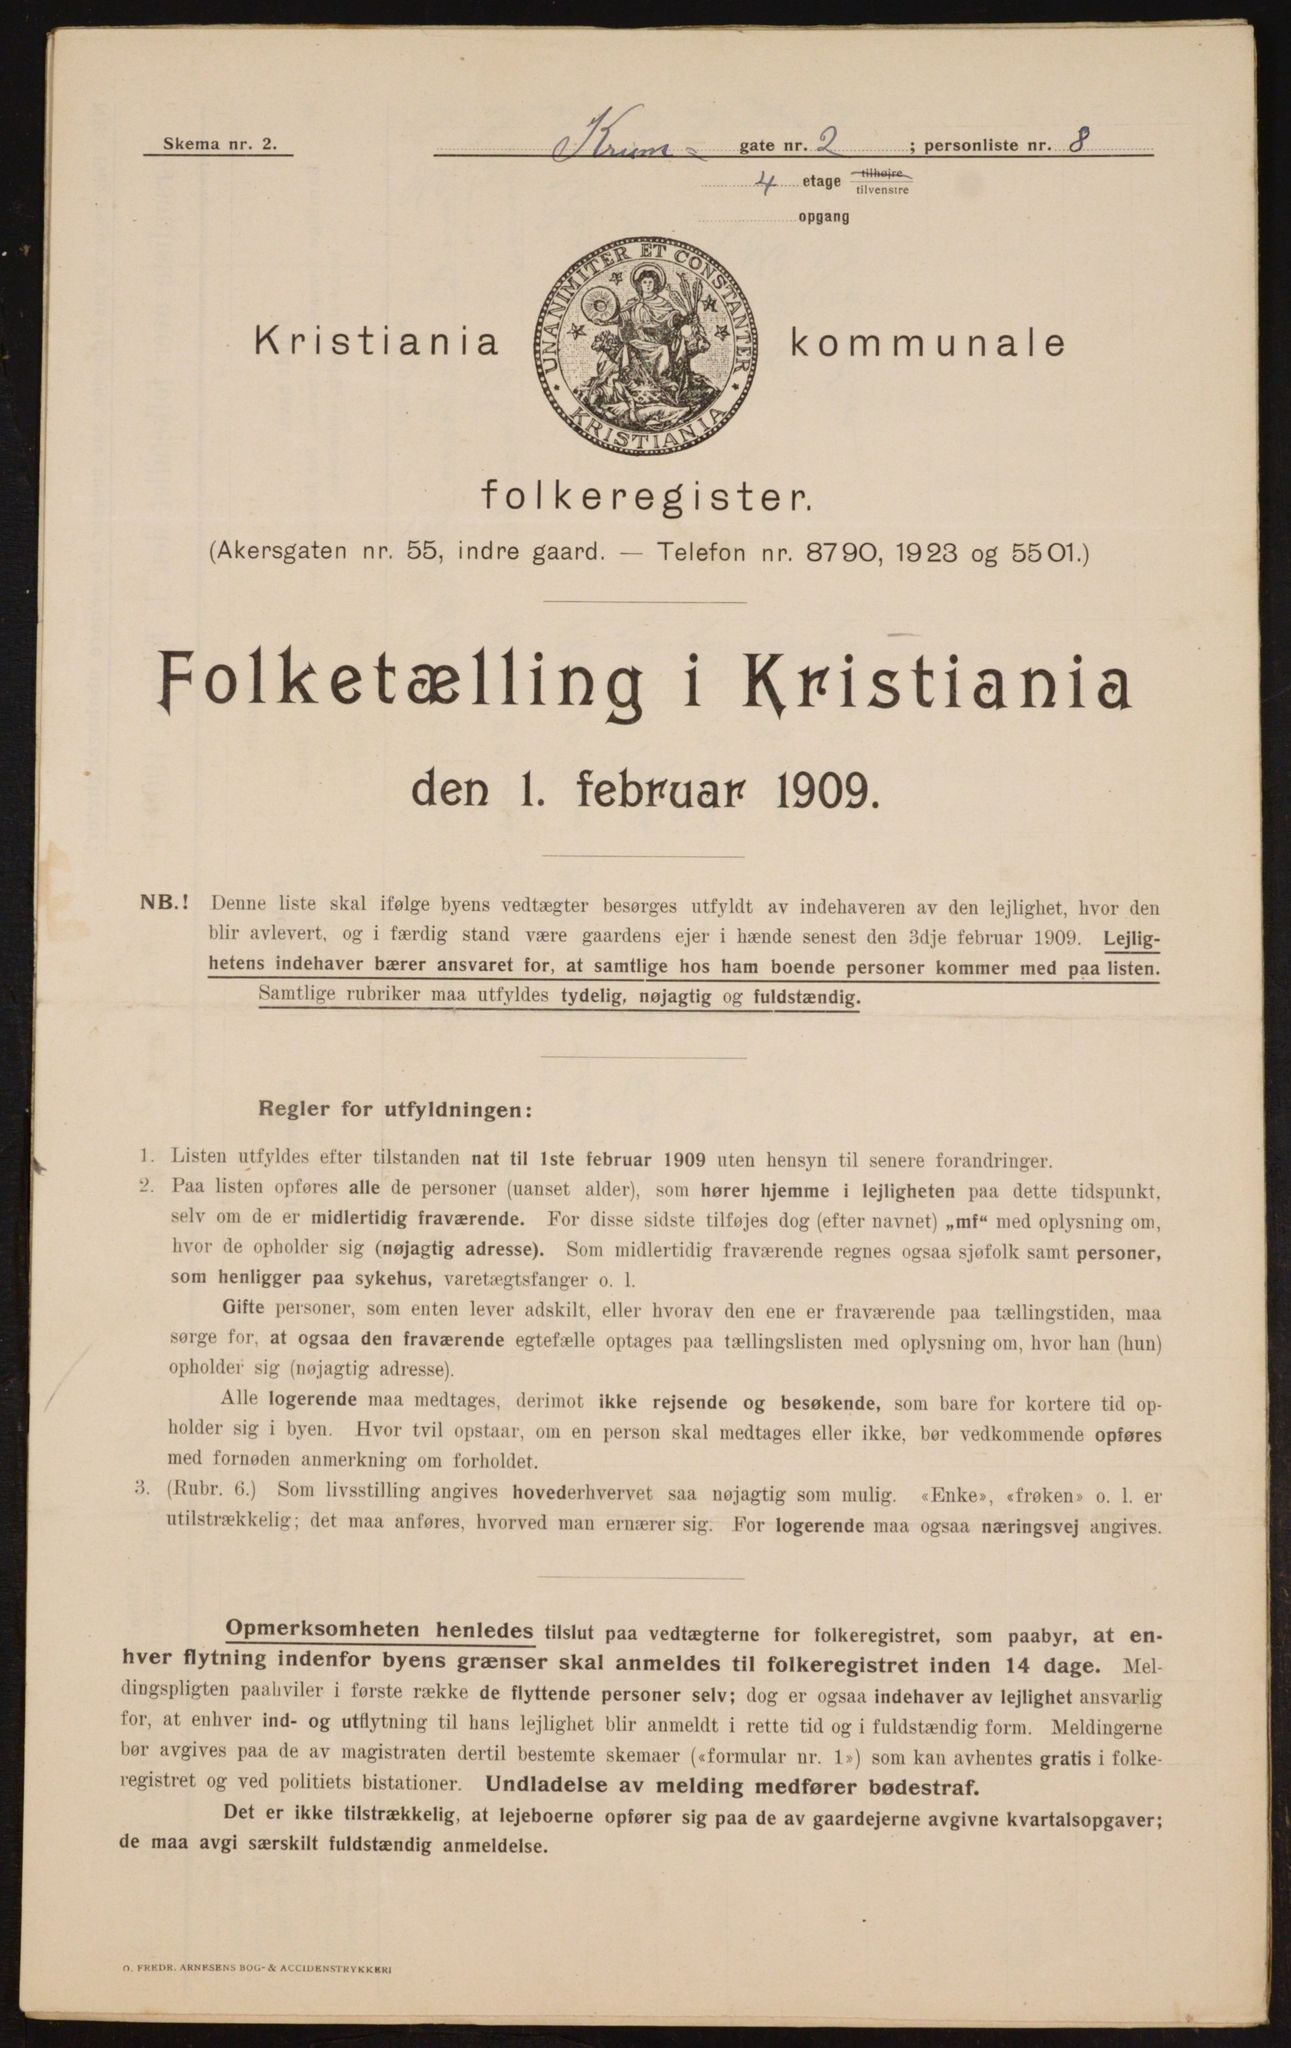 Skema nr. 2.
Krum- gate nr. 2 ; personliste nr. 8
4 etage tilhøjre
tilvenstre
opgang
UNANIMITER ET CONSTANTER
KRISTIANIA
Kristiania kommunale
folkeregister.
(Akersgaten nr. 55, indre gaard. — Telefon nr. 8790, 1923 og 5501.)
Folketælling i Kristiania
den 1. februar 1909.
NB.! Denne liste skal ifølge byens vedtægter besørges utfyldt av indehaveren av den lejlighet, hvor den
blir avlevert, og i færdig stand være gaardens ejer i hænde senest den 3dje februar 1909. Lejlig-
hetens indehaver bærer ansvaret for, at samtlige hos ham boende personer kommer med paa listen.
Samtlige rubriker maa utfyldes tydelig, nøjagtig og fuldstændig.
Regler for utfyldningen:
1. Listen utfyldes efter tilstanden nat til 1ste februar 1909 uten hensyn til senere forandringer.
2. Paa listen opføres alle de personer (uanset alder), som hører hjemme i lejligheten paa dette tidspunkt,
selv om de er midlertidig fraværende. For disse sidste tilføjes dog (efter navnet) „mf“ med oplysning om,
hvor de opholder sig (nøjagtig adresse). Som midlertidig fraværende regnes ogsaa sjøfolk samt personer,
som henligger paa sykehus, varetægtsfanger o. l.
Gifte personer, som enten lever adskilt, eller hvorav den ene er fraværende paa tællingstiden, maa
sørge for, at ogsaa den fraværende egtefælle optages paa tællingslisten med oplysning om, hvor han (hun)
opholder sig (nøjagtig adresse).
Alle logerende maa medtages, derimot ikke rejsende og besøkende, som bare for kortere tid op-
holder sig i byen. Hvor tvil opstaar, om en person skal medtages eller ikke, bør vedkommende opføres
med fornøden anmerkning om forholdet.
3. (Rubr. 6.) Som livsstilling angives hovederhvervet saa nøjagtig som mulig. «Enke», «frøken» o. l. er
utilstrækkelig; det maa anføres, hvorved man ernærer sig. For logerende maa ogsaa næringsvej angives.
Opmerksomheten henledes tilslut paa vedtægterne for folkeregistret, som paabyr, at en-
hver flytning indenfor byens grænser skal anmeldes til folkeregistret inden 14 dage. Mel-
dingspligten paahviler i første række de flyttende personer selv; dog er ogsaa indehaver av lejlighet ansvarlig
for, at enhver ind- og utflytning til hans lejlighet blir anmeldt i rette tid og i fuldstændig form. Meldingerne
bør avgives paa de av magistraten dertil bestemte skemaer («formular nr. 1») som kan avhentes gratis i folke-
registret og ved politiets bistationer. Undladelse av melding medfører bødestraf.
Det er ikke tilstrækkelig, at lejeboerne opfører sig paa de av gaardejerne avgivne kvartalsopgaver;
de maa avgi særskilt fuldstændig anmeldelse.
O. FREDR. ARNESENS BOG- & ACCIDENSTRYKKERI